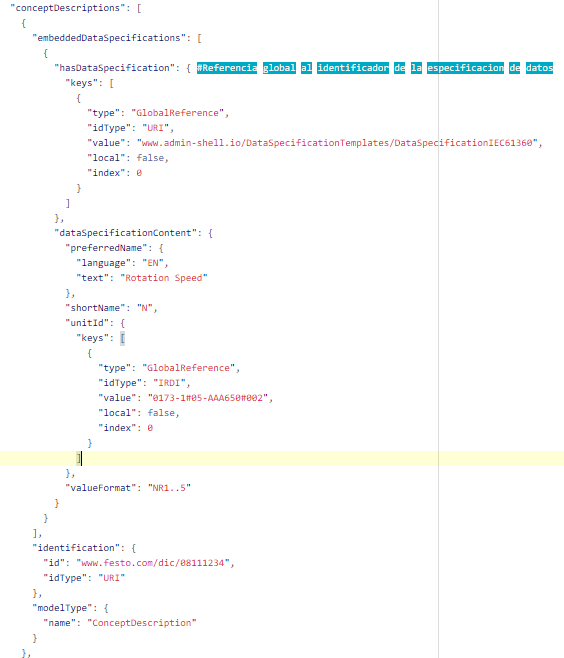 "conceptDescriptions": [
{
"embeddedDataSpecifications": [
{
"hasDataSpecification": { #Referencia global al identificador de la especificacion de datos
"keys": [
{
"type": "GlobalReference",
"idType": "URI",
"value": "www.admin-shell.io/DataSpecificationTemplates/DataSpecificationIEC61360",
"local": false,
"index": 0
}
]
},
"dataSpecificationContent": {
"preferredName": {
"language": "EN",
"text": "Rotation Speed"
},
"shortName": "N",
"unitId": {
"keys": [
{
"type": "GlobalReference",
"idType": "IRDI",
"value": "0173-1#05-AAA650#002",
"local": false,
"index": 0
}
]
},
"valueFormat": "NR1..5"
}
}
],
"identification": {
"id": "www.festo.com/dic/08111234",
"idType": "URI"
},
"modelType": {
"name": "ConceptDescription"
}
},